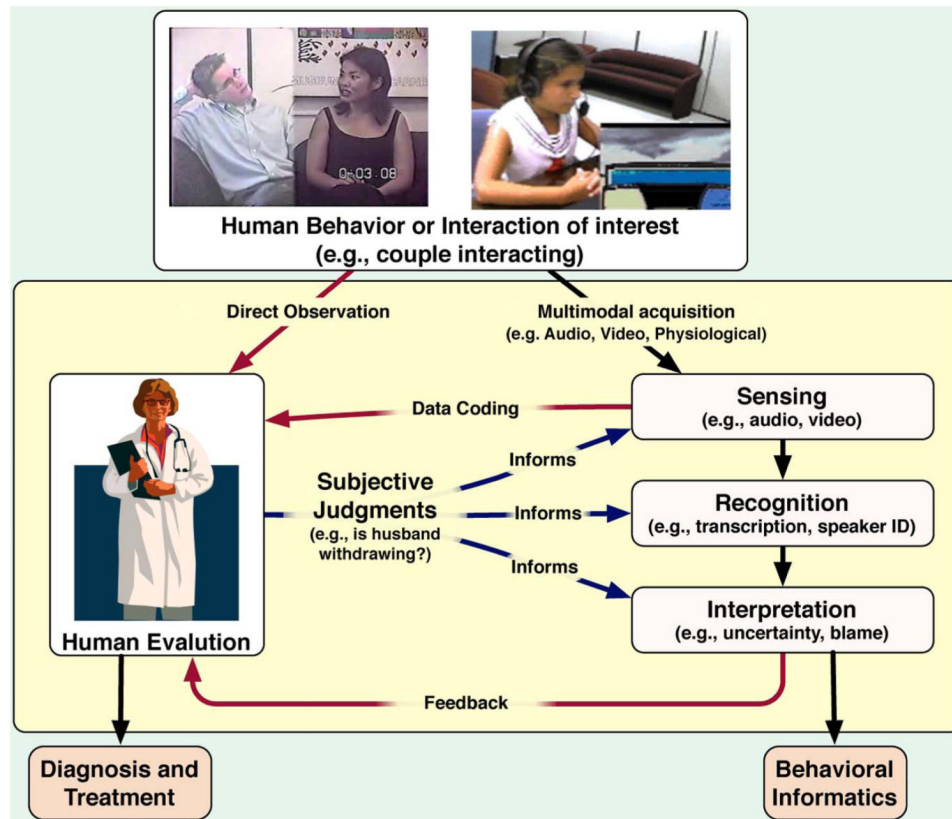 0:03.08
Human Behavior or Interaction of interest
(e.g., couple interacting)
Direct Observation
Multimodal acquisition
(e.g. Audio, Video, Physiological)
Sensing
(e.g., audio, video)
Data Coding
Informs
Subjective
Judgments
(e.g., is husband
withdrawing?)
Informs
Recognition
(e.g., transcription, speaker ID)
Informs
Interpretation
(e.g., uncertainty, blame)
Human Evalution
Feedback
Diagnosis and
Treatment
Behavioral
Informatics